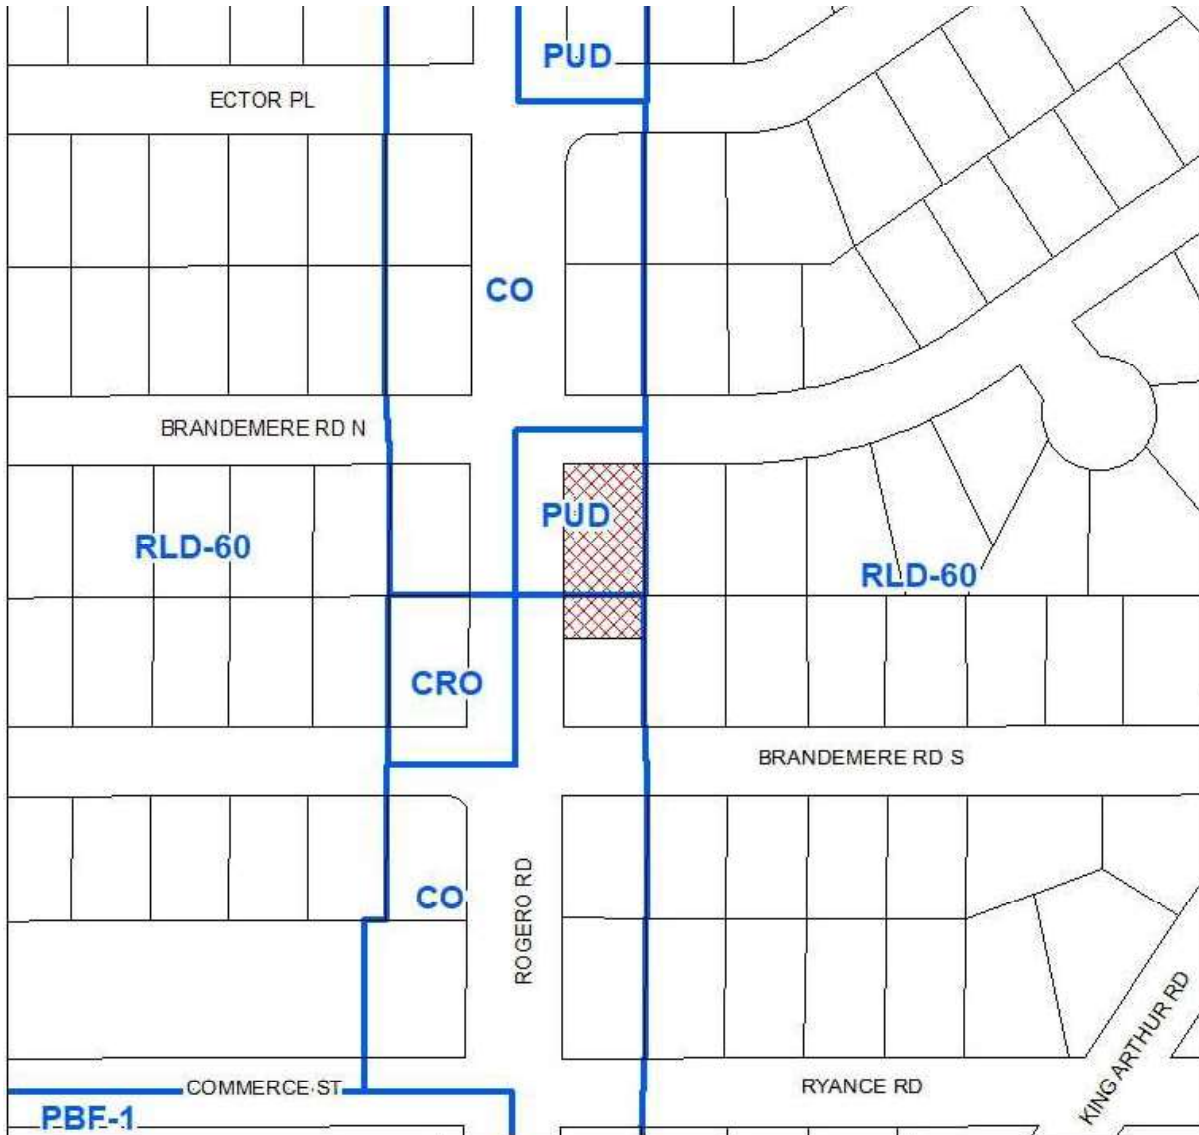 PUD
ECTOR PL
CO
BRANDEMERE RD N
PUD
RLD-60
RLD-60
CRO
BRANDEMERE RD S
CO
ROGERO RD
KING ARTHUR RD
COMMERCE ST
RYANCE RD
PBF-1